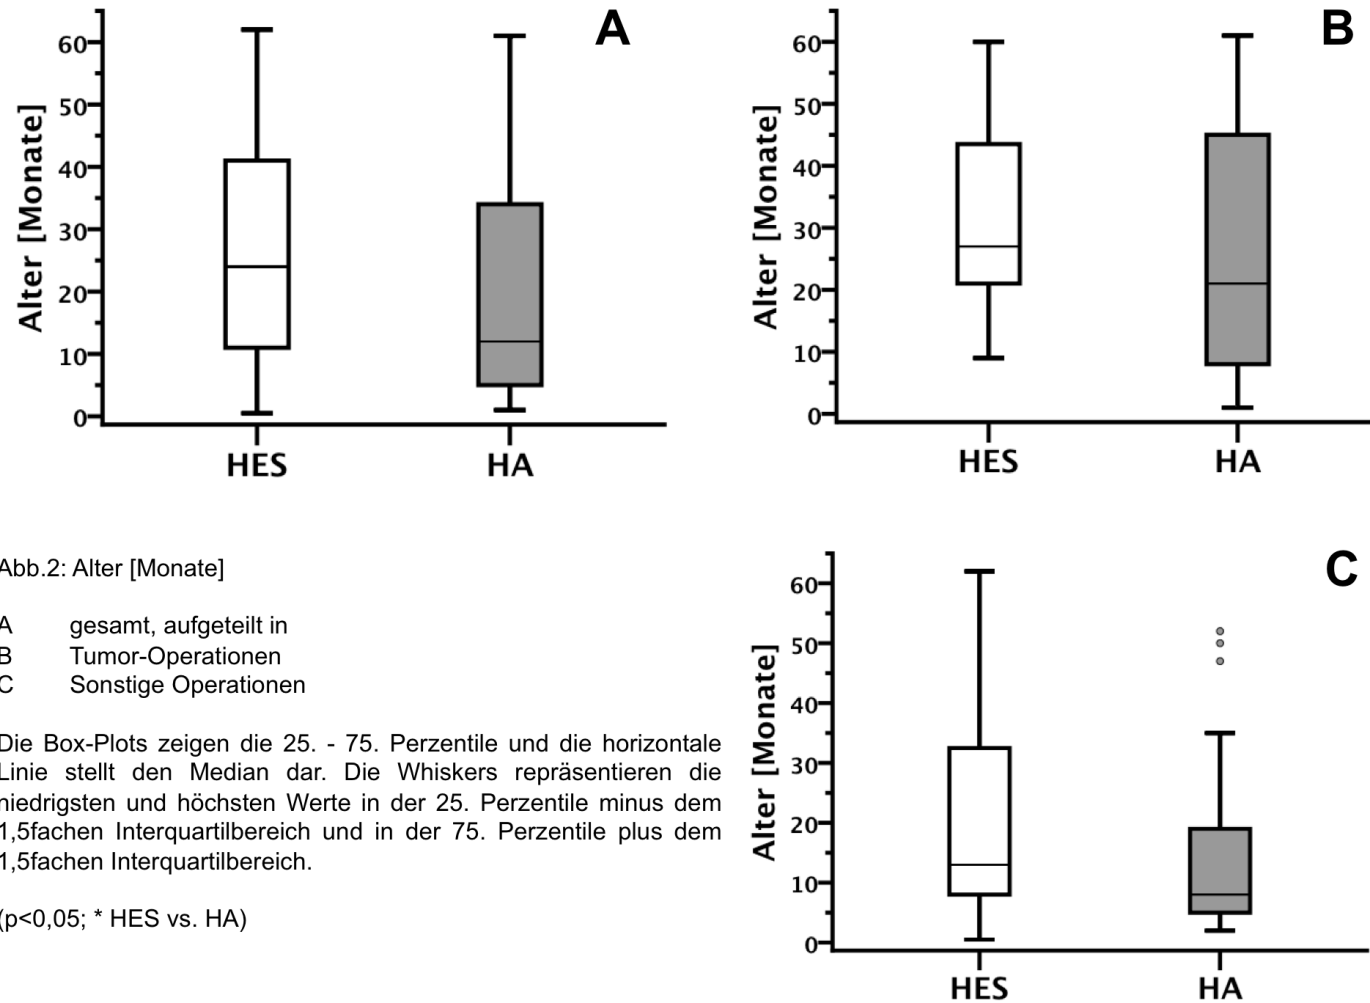 A
60
50
40
30
20
10
0
Alter [Monate]
HES HA
B
60
50
40
30
20
10
0
Alter [Monate]
HES HA
Abb.2: Alter [Monate]
A gesamt, aufgeteilt in
B Tumor-Operationen
C Sonstige Operationen
Die Box-Plots zeigen die 25. - 75. Perzentile und die horizontale
Linie stellt den Median dar. Die Whiskers repräsentieren die
niedrigsten und höchsten Werte in der 25. Perzentile minus dem
1,5fachen Interquartilbereich und in der 75. Perzentile plus dem
1,5fachen Interquartilbereich.
(p<0,05; * HES vs. HA)
C
60
50
40
30
20
10
0
Alter [Monate]
HES HA